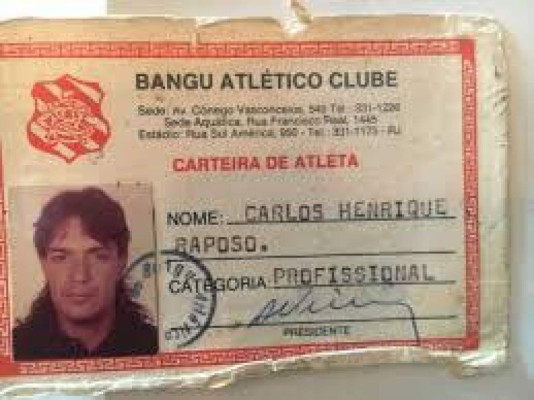 BANGU ATLÉTICO CLUBE
Sede: Av. Cônego Vasconcelos, 549 Tel: 331-1226
Sede Aquática, Rua Francisco Real, 1445
Estádio: Rua Sul América, 950 - Tel: 331-1173 - RJ
CARTEIRA DE ATLETA
NOME: CARLOS HENRIQUE
RAPOSO.
CATEGORIA PROFISSIONAL
PRESIDENTE